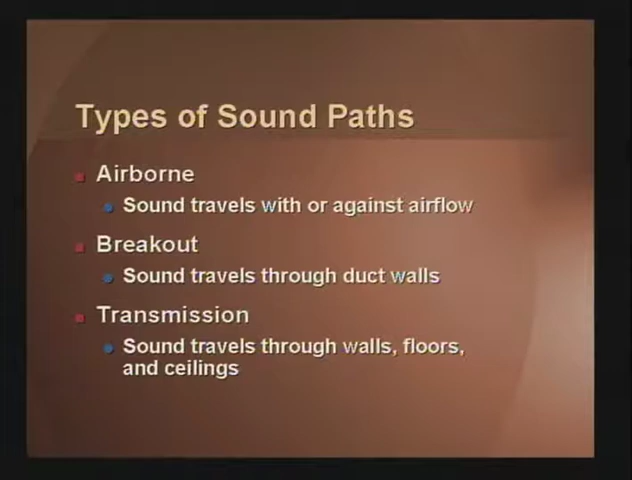 Types of Sound Paths
Airborne
Sound travels with or against airflow
Breakout
Sound travels through duct walls
Transmission
Sound travels through walls, floors,
and ceilings